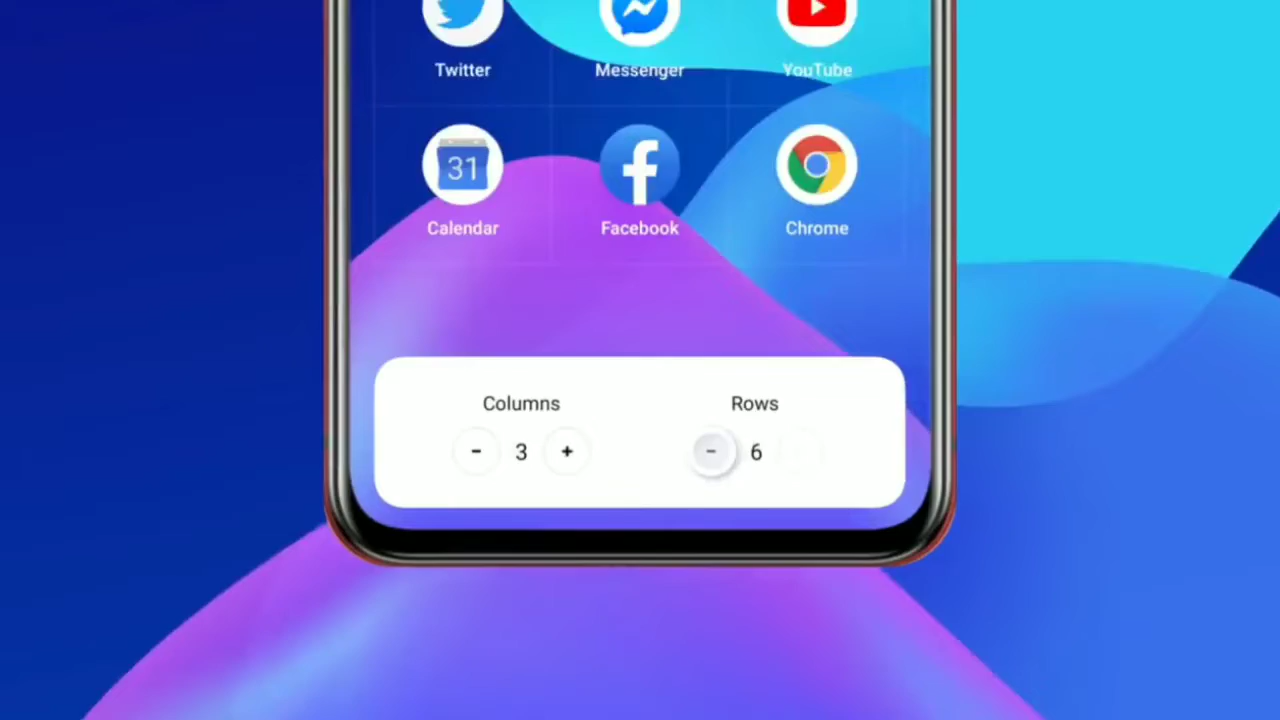 Twitter Messenger YouTube
31
Calendar Facebook Chrome
Columns Rows
- 3 + - 6